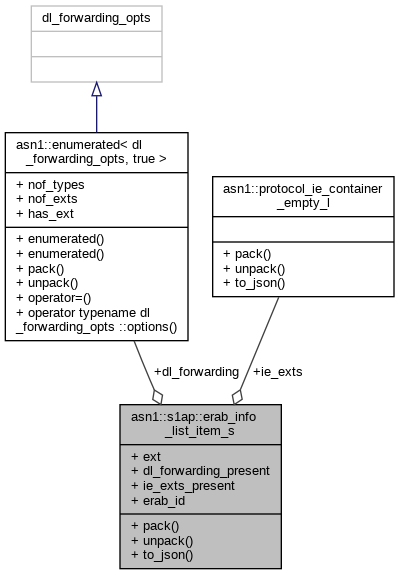 dl_forwarding_opts
asn1::enumerated< dl
_forwarding_opts, true >
+ nof_types
+ nof_exts
+ has_ext
+ enumerated()
+ enumerated()
+ pack()
+ unpack()
+ operator=()
+ operator typename dl
_forwarding_opts ::options()
asn1::protocol_ie_container
_empty_l
+ pack()
+ unpack()
+ to_json()
+dl_forwarding
+ie_exts
asn1::s1ap::erab_info
_list_item_s
+ ext
+ dl_forwarding_present
+ ie_exts_present
+ erab_id
+ pack()
+ unpack()
+ to_json()